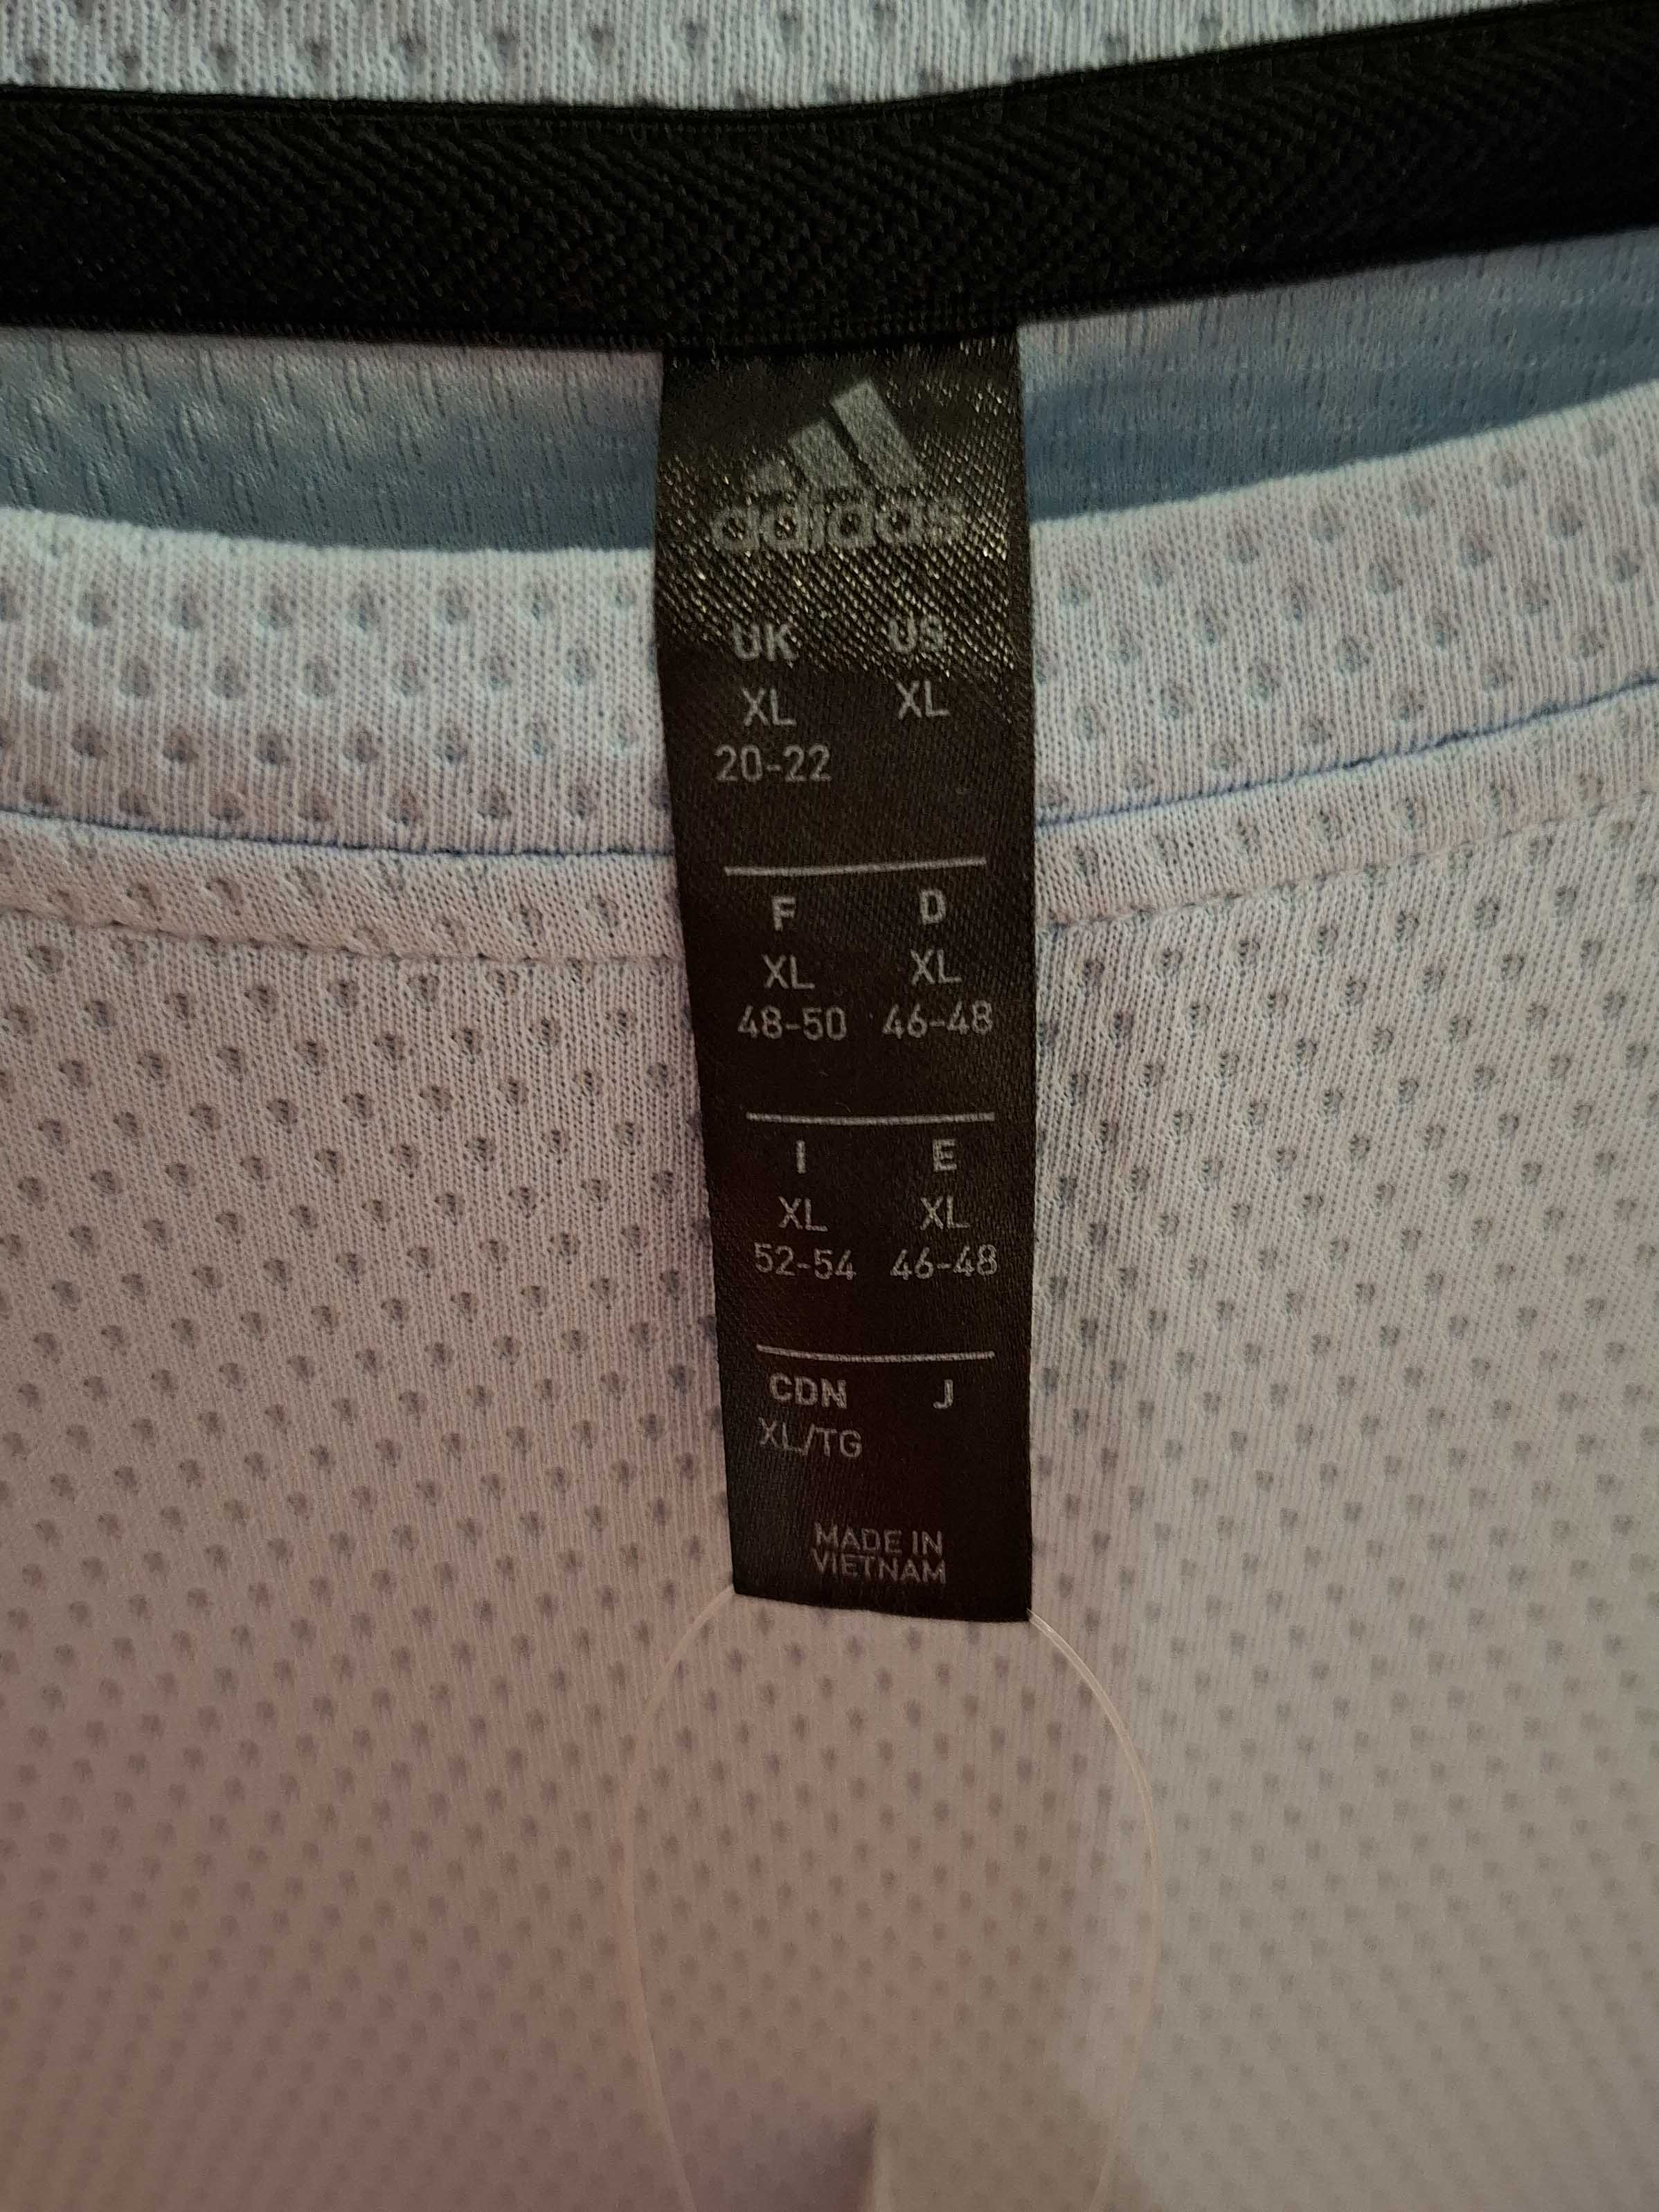 adidas
UK US
XL XL
20-22
F D
XL XL
48-50 46-48
I E
XL XL
52-54 46-48
CDN J
XL/TG
MADE IN
VIETNAM